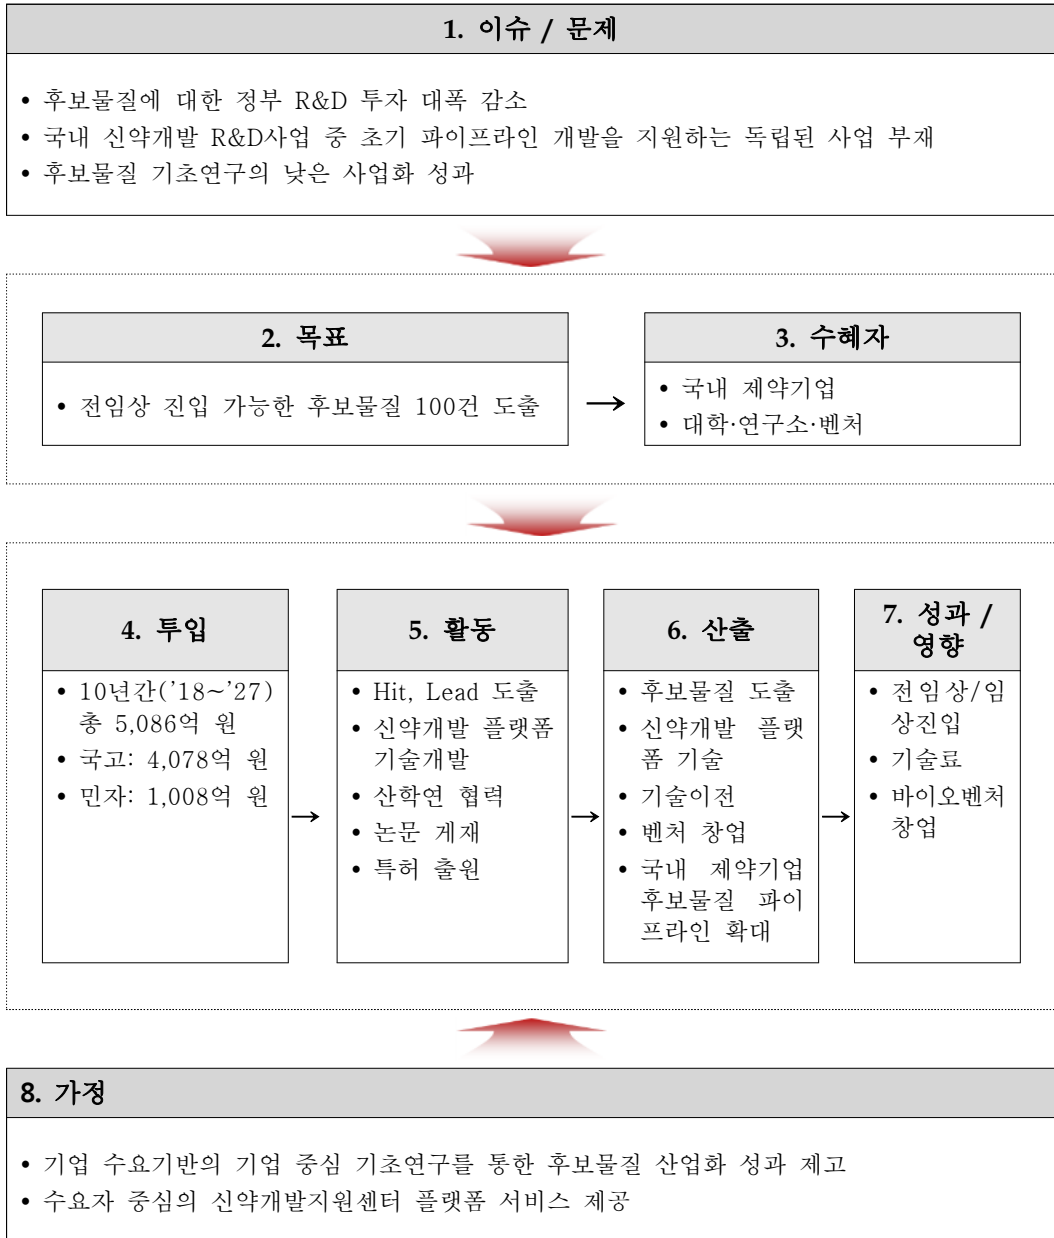 1. 이슈 / 문제
• 후보물질에 대한 정부 R&D 투자 대폭 감소
• 국내 신약개발 R&D사업 중 초기 파이프라인 개발을 지원하는 독립된 사업 부재
• 후보물질 기초연구의 낮은 사업화 성과
2. 목표
• 전임상 진입 가능한 후보물질 100건 도출
→
3. 수혜자
• 국내 제약기업
• 대학·연구소·벤처
4. 투입
• 10년간('18~'27)
총 5,086억 원
• 국고: 4,078억 원
• 민자: 1,008억 원
→
5. 활동
• Hit, Lead 도출
• 신약개발 플랫폼
기술개발
• 산학연 협력
• 논문 게재
• 특허 출원
→
6. 산출
• 후보물질 도출
• 신약개발 플랫
폼 기술
• 기술이전
• 벤처 창업
• 국내 제약기업
후보물질 파이
프라인 확대
→
7. 성과 /
영향
• 전임상/임
상진입
• 기술료
• 바이오벤처
창업
8. 가정
• 기업 수요기반의 기업 중심 기초연구를 통한 후보물질 산업화 성과 제고
• 수요자 중심의 신약개발지원센터 플랫폼 서비스 제공